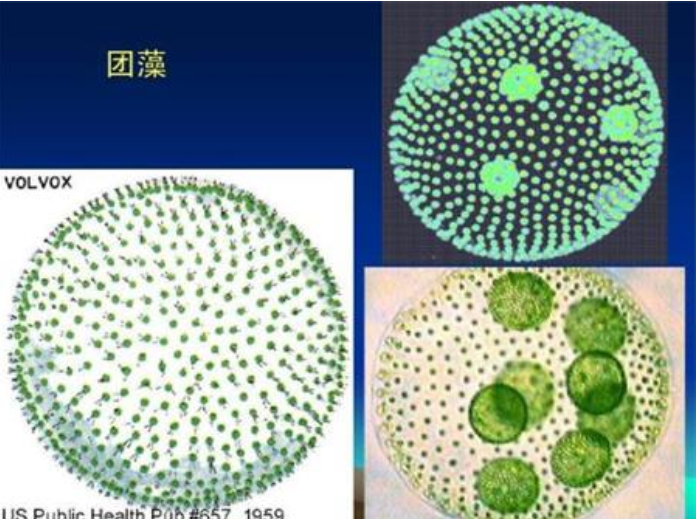 团藻
VOLVOX
US Public Health Pub #657, 1959